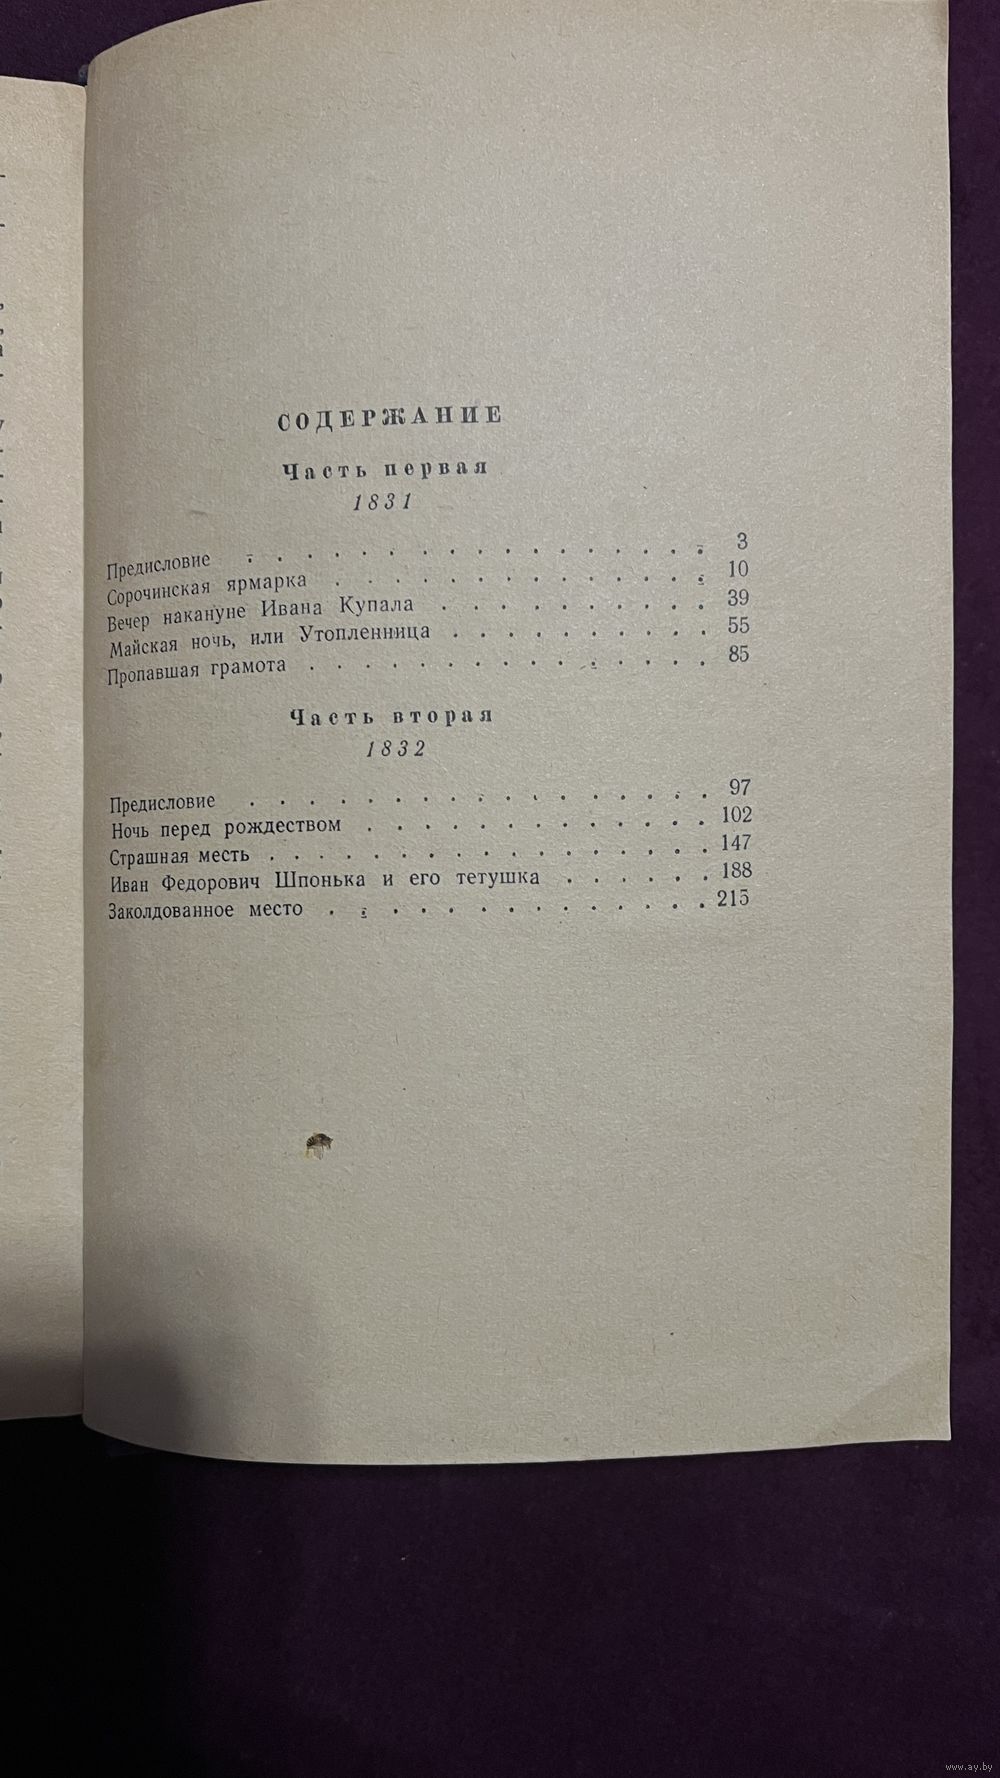 СОДЕРЖАНИЕ
Часть первая
1831
Предисловие . . . . . . . . . . . . . . . . 3
Сорочинская ярмарка . . . . . . . . . . . . . 10
Вечер накануне Ивана Купала . . . . . . . . . . 39
Майская ночь, или Утопленница . . . . . . . . . . 55
Пропавшая грамота . . . . . . . . . . . . . . 85
Часть вторая
1832
Предисловие . . . . . . . . . . . . . . . . . 97
Ночь перед рождеством . . . . . . . . . . . . 102
Страшная месть . . . . . . . . . . . . . . . . 147
Иван Федорович Шпонька и его тетушка . . . . . . 188
Заколдованное место . . . . . . . . . . . . . 215
www.ay.by